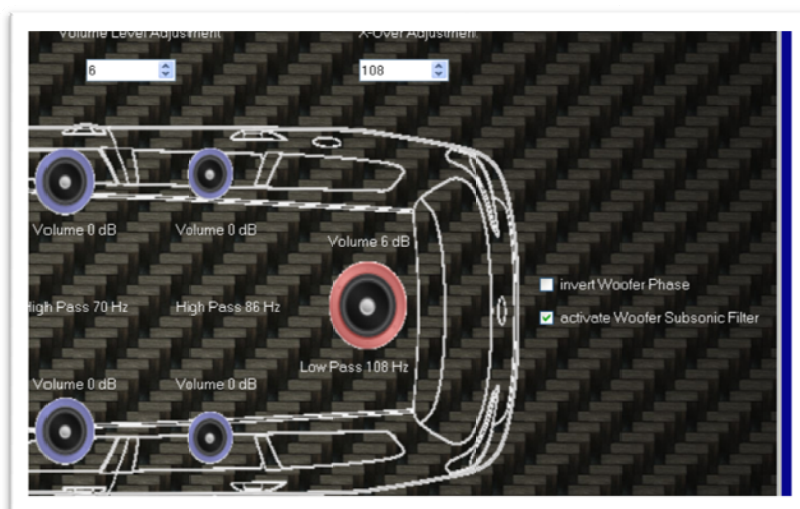 Volume Level Adjustment X-Over Adjustment
6 108
Volume 0 dB Volume 0 dB
Volume 6 dB
invert Woofer Phase
High Pass 70 Hz High Pass 86 Hz
activate Woofer Subsonic Filter
Low Pass 108 Hz
Volume 0 dB Volume 0 dB